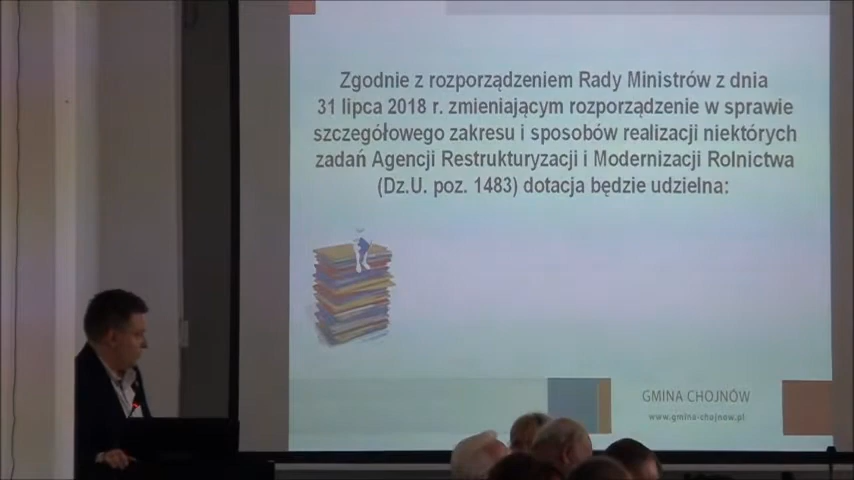 Zgodnie z rozporządzeniem Rady Ministrów z dnia
31 lipca 2018 r. zmieniającym rozporządzenie w sprawie
szczegółowego zakresu i sposobów realizacji niektórych
zadań Agencji Restrukturyzacji i Modernizacji Rolnictwa
(Dz.U. poz. 1483) dotacja będzie udzielna:
GMINA CHOJNÓW
www.gmina-chojnow.pl